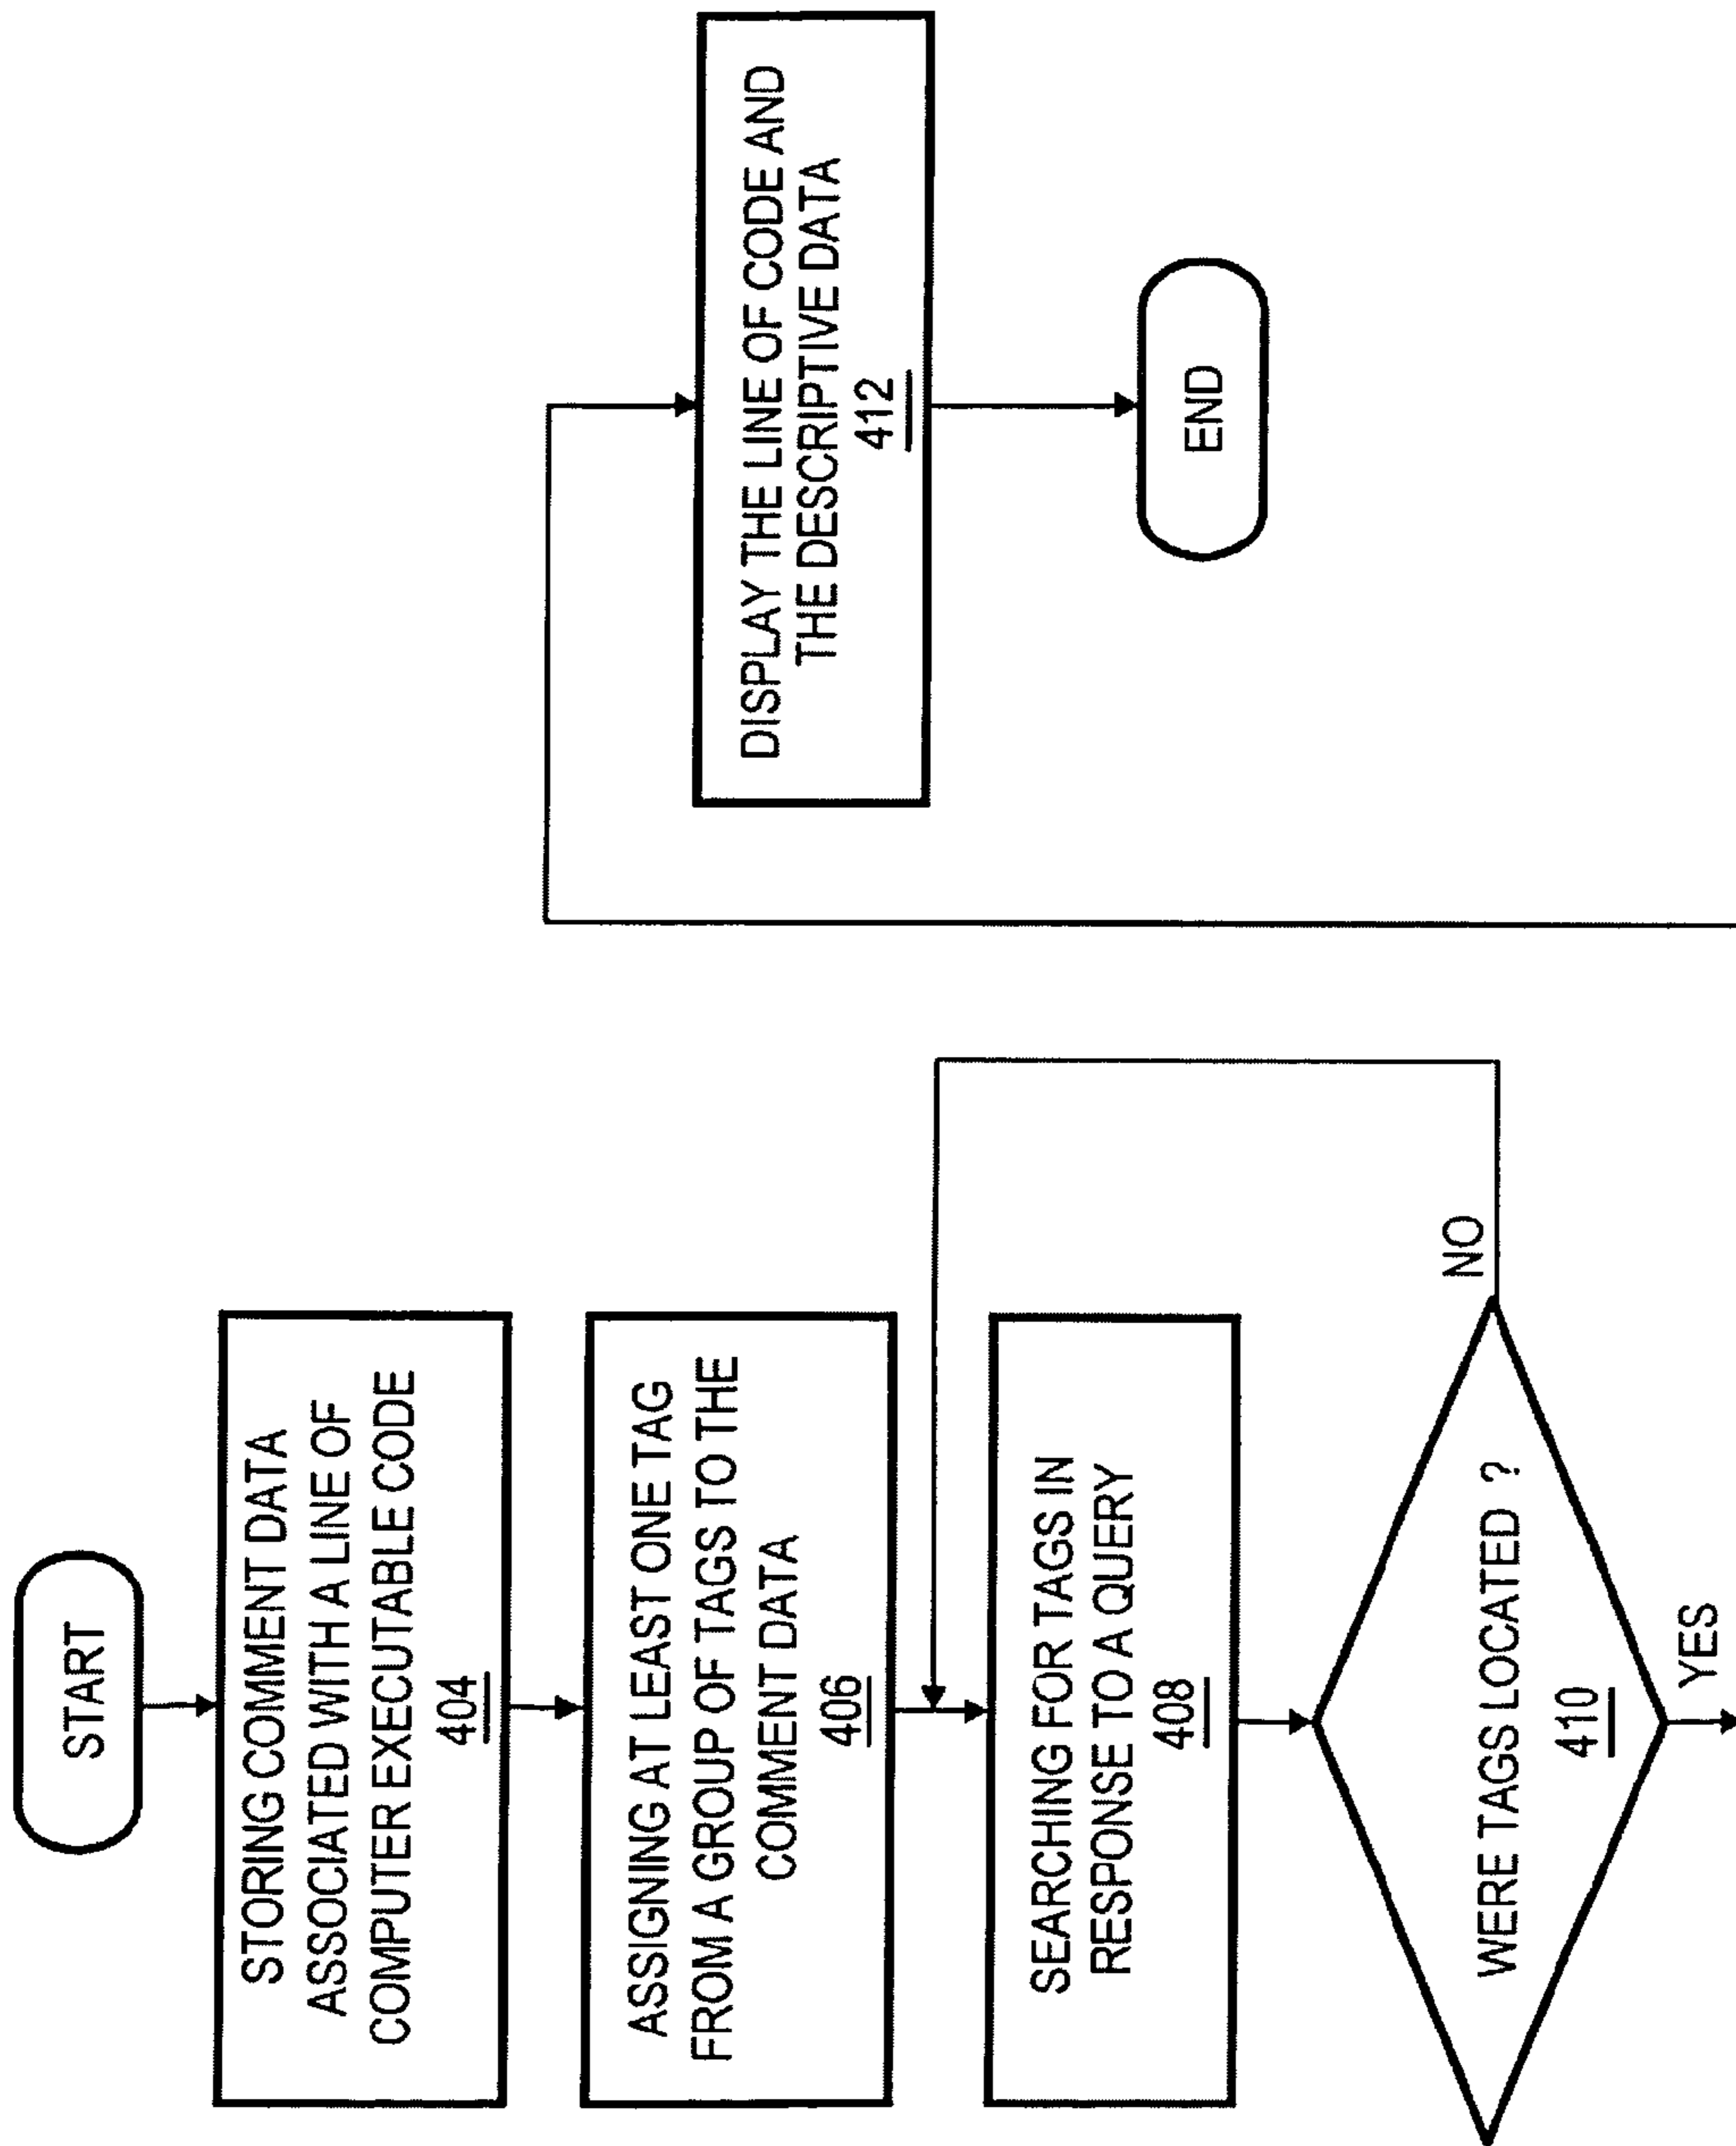 START
STORING COMMENT DATA
ASSOCIATED WITH A LINE OF
COMPUTER EXECUTABLE CODE
404
ASSIGNING AT LEAST ONE TAG
FROM A GROUP OF TAGS TO THE
COMMENT DATA
406
SEARCHING FOR TAGS IN
RESPONSE TO A QUERY
408
WERE TAGS LOCATED ?
410
NO
YES
DISPLAY THE LINE OF CODE AND
THE DESCRIPTIVE DATA
412
END